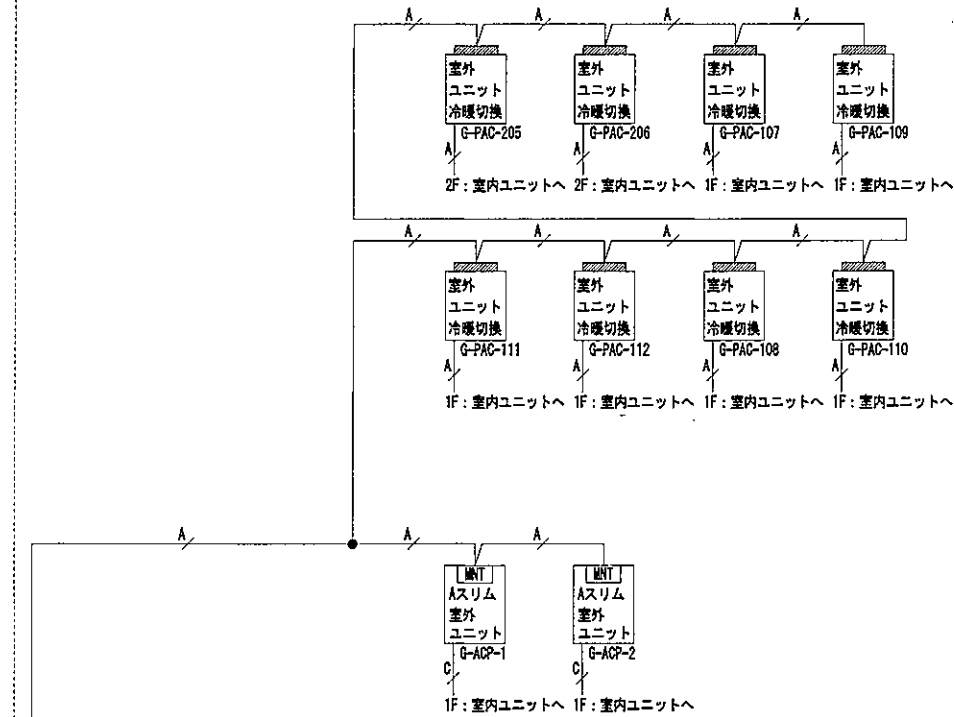 A A A A
室外 室外 室外 室外
ユニット ユニット ユニット ユニット
冷暖切換 冷暖切換 冷暖切換 冷暖切換
G-PAC-205 G-PAC-206 G-PAC-107 G-PAC-109
A A A A
2F：室内ユニットへ 2F：室内ユニットへ 1F：室内ユニットへ 1F：室内ユニットへ
A A A A
室外 室外 室外 室外
ユニット ユニット ユニット ユニット
冷暖切換 冷暖切換 冷暖切換 冷暖切換
G-PAC-111 G-PAC-112 G-PAC-108 G-PAC-110
A A A A
1F：室内ユニットへ 1F：室内ユニットへ 1F：室内ユニットへ 1F：室内ユニットへ
A A A
MNT MNT
Aスリム Aスリム
室外 室外
ユニット ユニット
G-ACP-1 G-ACP-2
C C
1F：室内ユニットへ 1F：室内ユニットへ